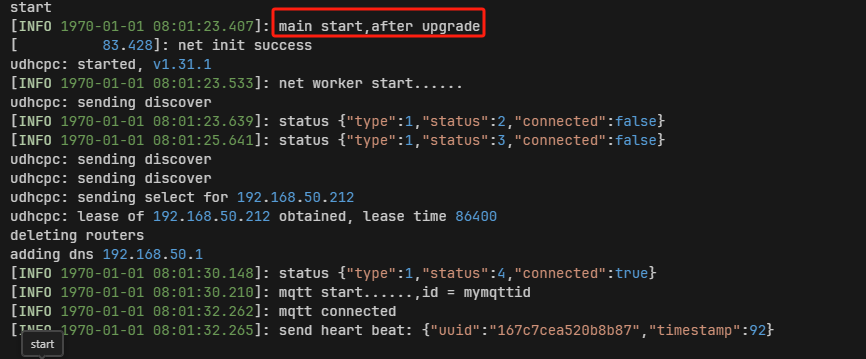 start
[INFO 1970-01-01 08:01:23.407]: main start,after upgrade
[          83.428]: net init success
udhcpc: started, v1.31.1
[INFO 1970-01-01 08:01:23.533]: net worker start......
udhcpc: sending discover
[INFO 1970-01-01 08:01:23.639]: status {"type":1,"status":2,"connected":false}
[INFO 1970-01-01 08:01:25.641]: status {"type":1,"status":3,"connected":false}
udhcpc: sending discover
udhcpc: sending discover
udhcpc: sending select for 192.168.50.212
udhcpc: lease of 192.168.50.212 obtained, lease time 86400
deleting routers
adding dns 192.168.50.1
[INFO 1970-01-01 08:01:30.148]: status {"type":1,"status":4,"connected":true}
[INFO 1970-01-01 08:01:30.210]: mqtt start......,id = mymqttid
[INFO 1970-01-01 08:01:32.262]: mqtt connected
[INFO 1970-01-01 08:01:32.265]: send heart beat: {"uuid":"167c7cea520b8b87","timestamp":92}
start